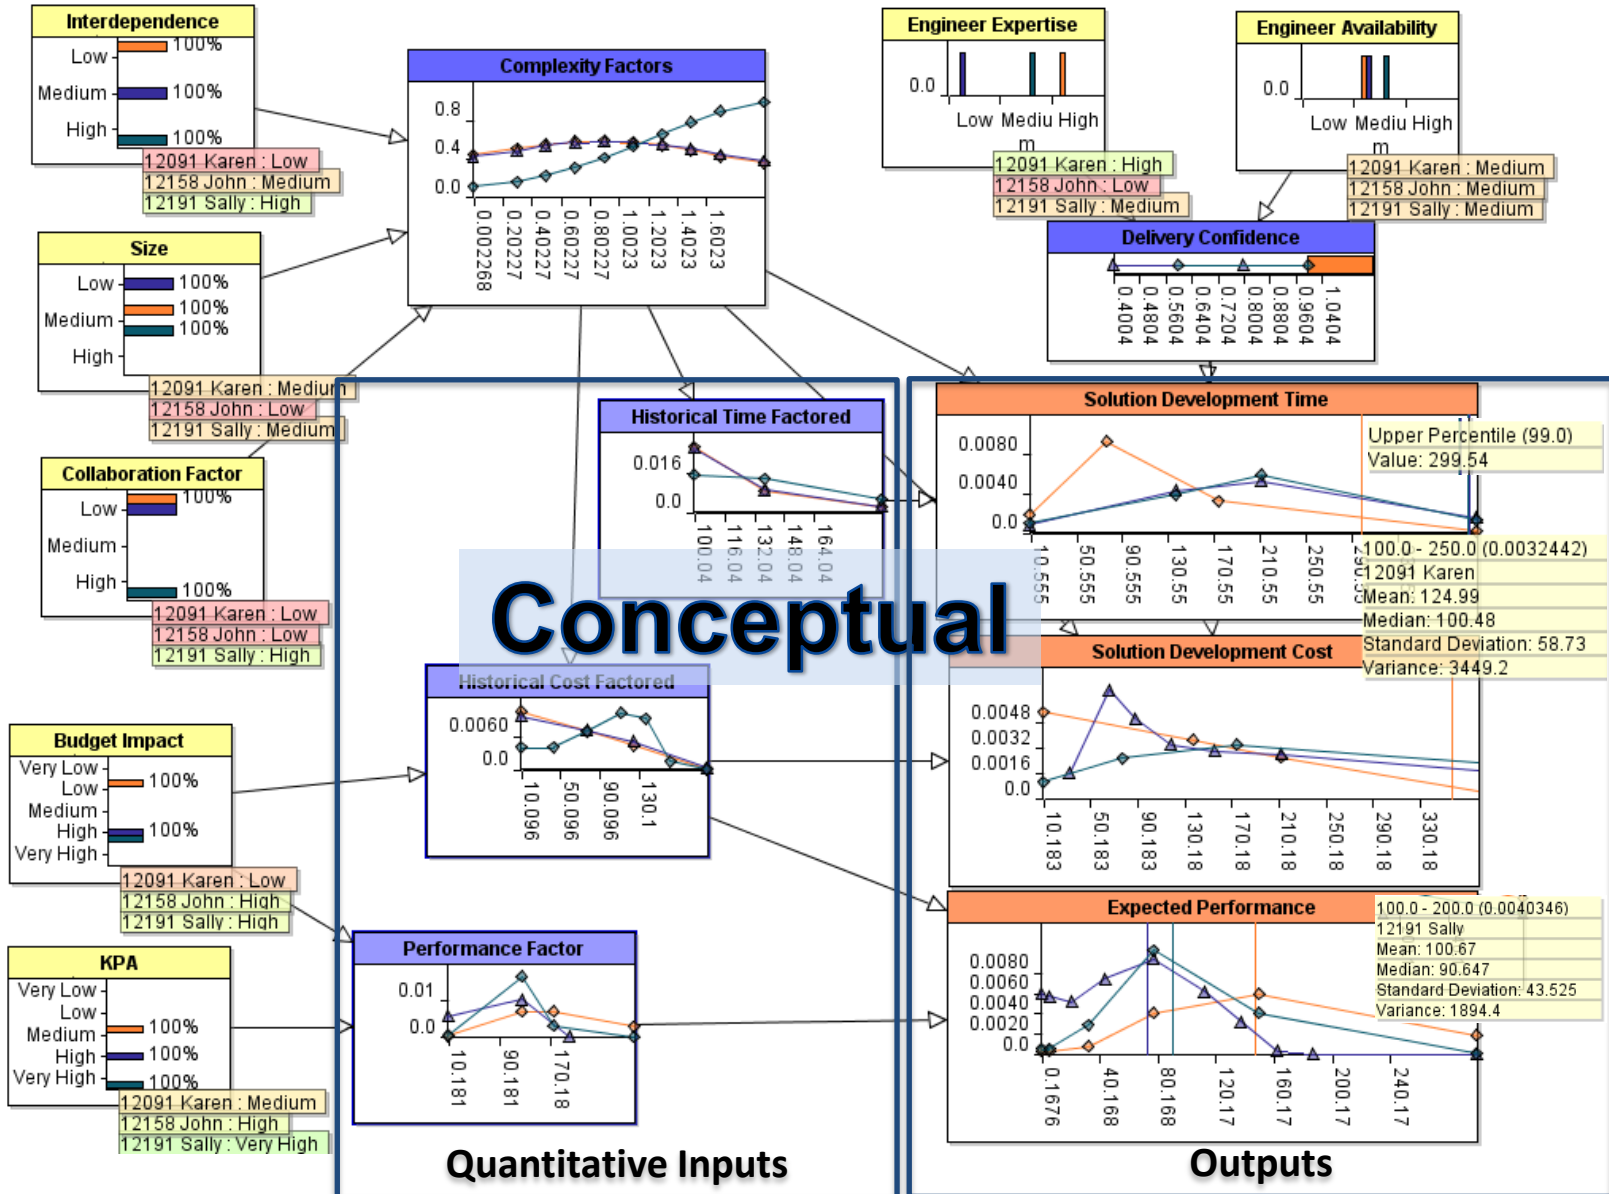 Interdependence
Low
100%
Medium
100%
High
100%
12091 Karen : Low
12158 John : Medium
12191 Sally : High
Size
Low
100%
100%
Medium
100%
High
12091 Karen : Medium
12158 John : Low
12191 Sally : Medium
Collaboration Factor
100%
Low
Medium
High
100%
12091 Karen : Low
12158 John : Low
12191 Sally : High
Budget Impact
Very Low
100%
Low
Medium
High
100%
Very High
12091 Karen : Low
12158 John : High
12191 Sally : High
KPA
Very Low
Low
Medium
100%
High
100%
Very High
100%
12091 Karen : Medium
12158 John : High
12191 Sally : Very High
Complexity Factors
0.8
0.4
0.0
0.002268
0.20227
0.40227
0.60227
0.80227
1.0023
1.2023
1.4023
1.6023
Engineer Expertise
0.0
Low Mediu High
m
12091 Karen : High
12158 John : Low
12191 Sally : Medium
Engineer Availability
0.0
Low Mediu High
m
12091 Karen : Medium
12158 John : Medium
12191 Sally : Medium
Delivery Confidence
0.4004
0.4804
0.5604
0.6404
0.7204
0.8004
0.8804
0.9604
1.0404
Historical Time Factored
0.016
0.0
100.04
116.04
132.04
148.04
164.04
Conceptual
Historical Cost Factored
0.0060
0.0
10.096
50.096
90.096
130.1
Performance Factor
0.01
0.0
10.181
90.181
170.18
Quantitative Inputs
Solution Development Time
0.0080
0.0040
0.0
10.555
50.555
90.555
130.55
170.55
210.55
250.55
Upper Percentile (99.0)
Value: 299.54
100.0 - 250.0 (0.0032442)
12091 Karen
Mean: 124.99
Median: 100.48
Standard Deviation: 58.73
Variance: 3449.2
Solution Development Cost
0.0048
0.0032
0.0016
0.0
10.183
50.183
90.183
130.18
170.18
210.18
250.18
290.18
330.18
Expected Performance
0.0080
0.0060
0.0040
0.0020
0.0
0.1676
40.168
80.168
120.17
160.17
200.17
240.17
100.0 - 200.0 (0.0040346)
12191 Sally
Mean: 100.67
Median: 90.647
Standard Deviation: 43.525
Variance: 1894.4
Outputs